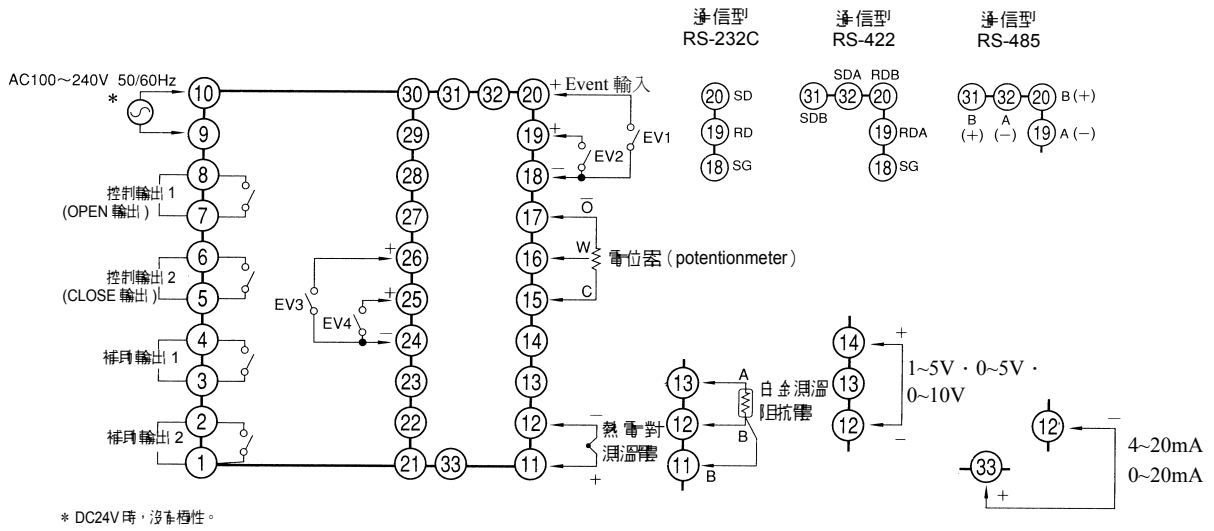 通信型
RS-232C
通信型
RS-422
通信型
RS-485
AC100～240V 50/60Hz
*
10
9
8
7
6
5
4
3
2
1
控制輸出 1
(OPEN 輸出)
控制輸出 2
(CLOSE 輸出)
補助輸出 1
補助輸出 2
30
31
32
20
29
28
27
26
25
24
23
22
21
33
+
+
−
EV3
EV4
19
18
17
16
15
14
13
12
11
+ Event 輸入
+
−
EV1
EV2
O
W
C
電位器 (potentionmeter)
−
+
熱電對
測溫體
20 SD
19 RD
18 SG
SDA RDB
31 32 20
SDB
19 RDA
18 SG
31 32 20 B (+)
B A
(+) (−)
19 A (−)
13
12
11
A
B
B
白金測溫
阻抗體
14
13
12
+
−
1~5V · 0~5V ·
0~10V
12
33
−
+
4~20mA
0~20mA
* DC24V 時，沒有極性。